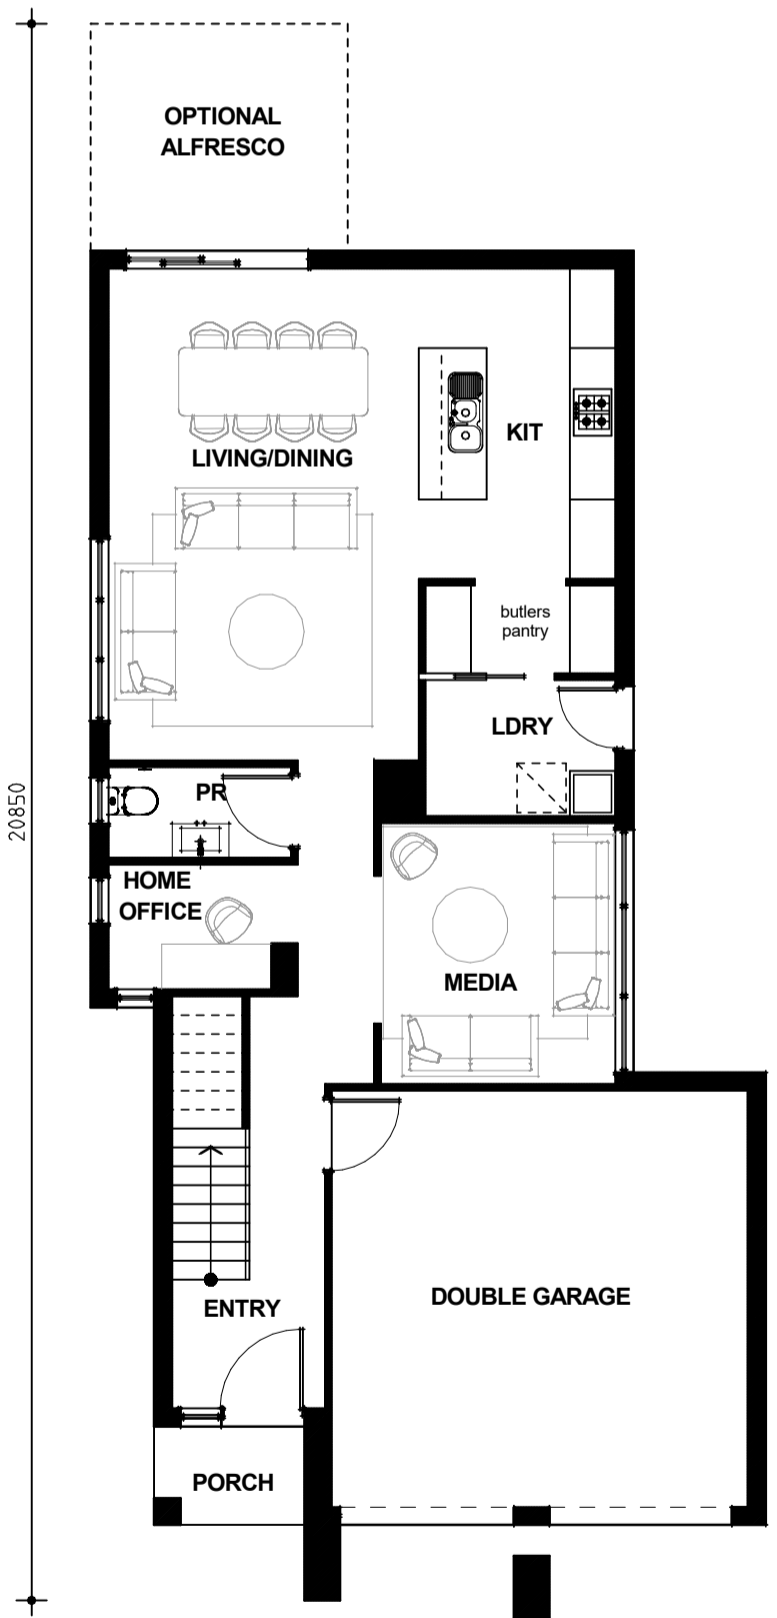 OPTIONAL
ALFRESCO
LIVING/DINING
KIT
butlers
pantry
LDRY
PR
20850
HOME
OFFICE
MEDIA
ENTRY
DOUBLE GARAGE
PORCH